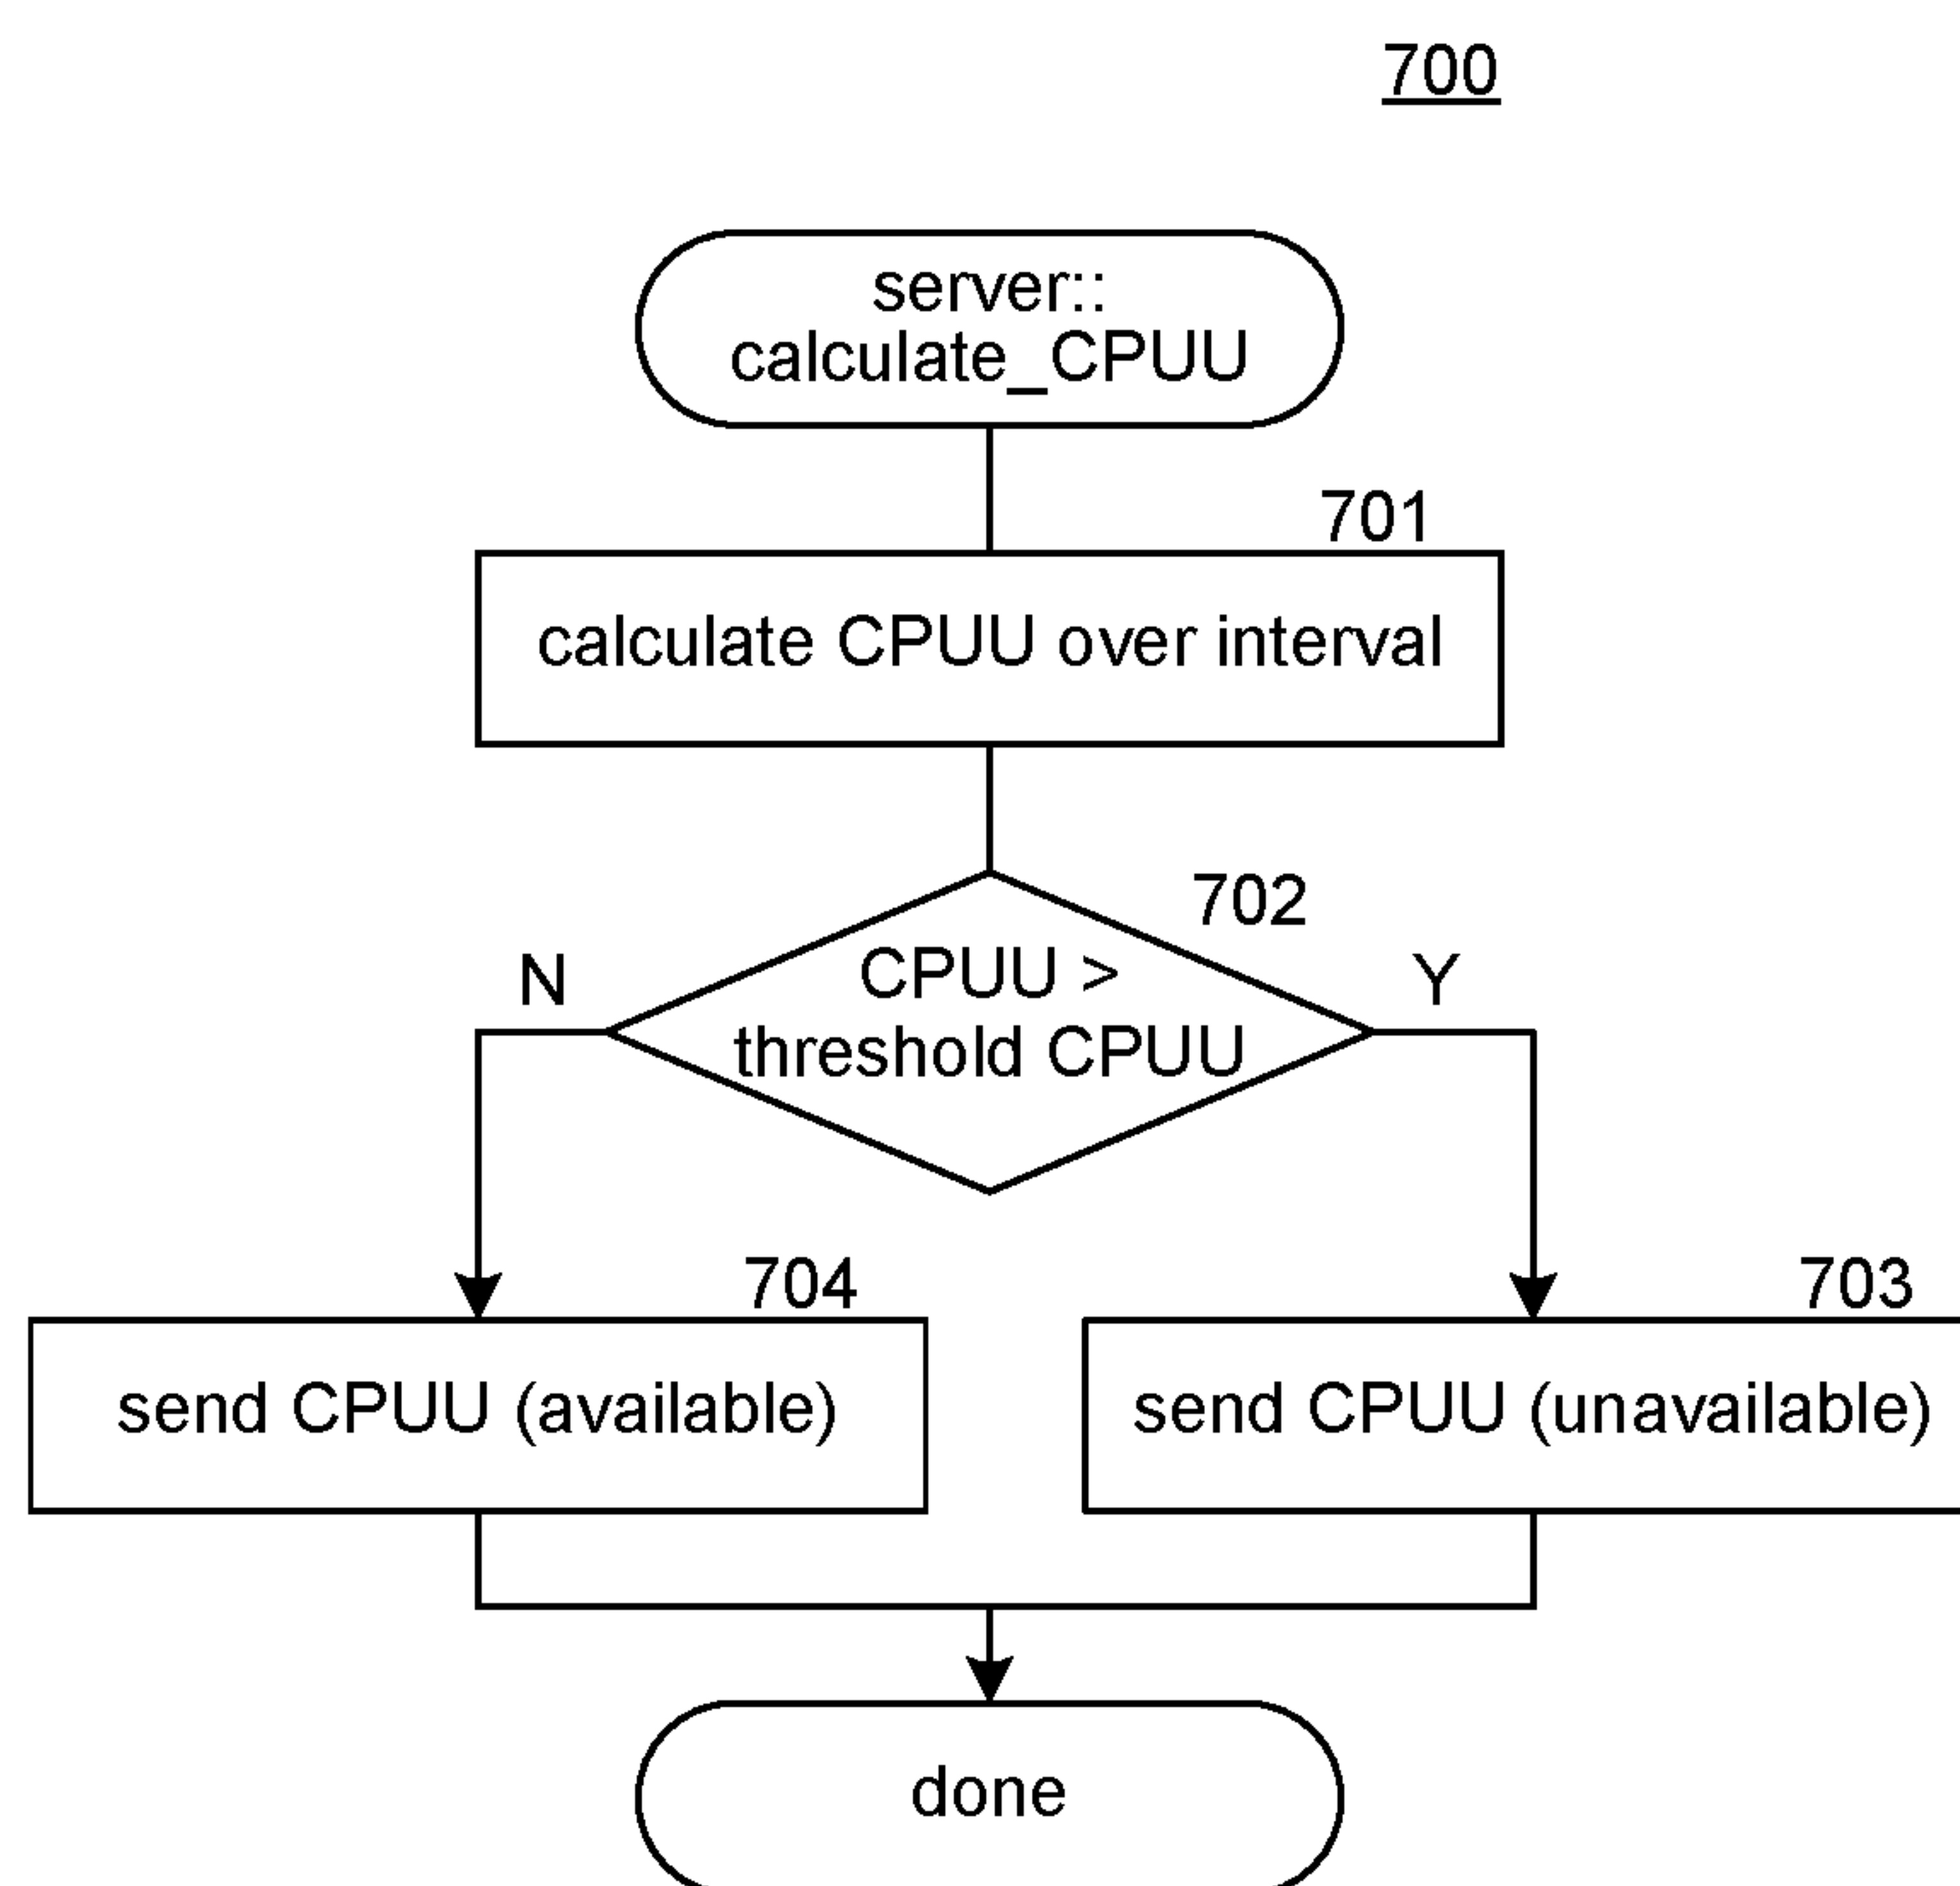 700
server::
calculate_CPUU
701
calculate CPUU over interval
702
CPUU >
threshold CPUU
N
Y
704
703
send CPUU (available)
send CPUU (unavailable)
done